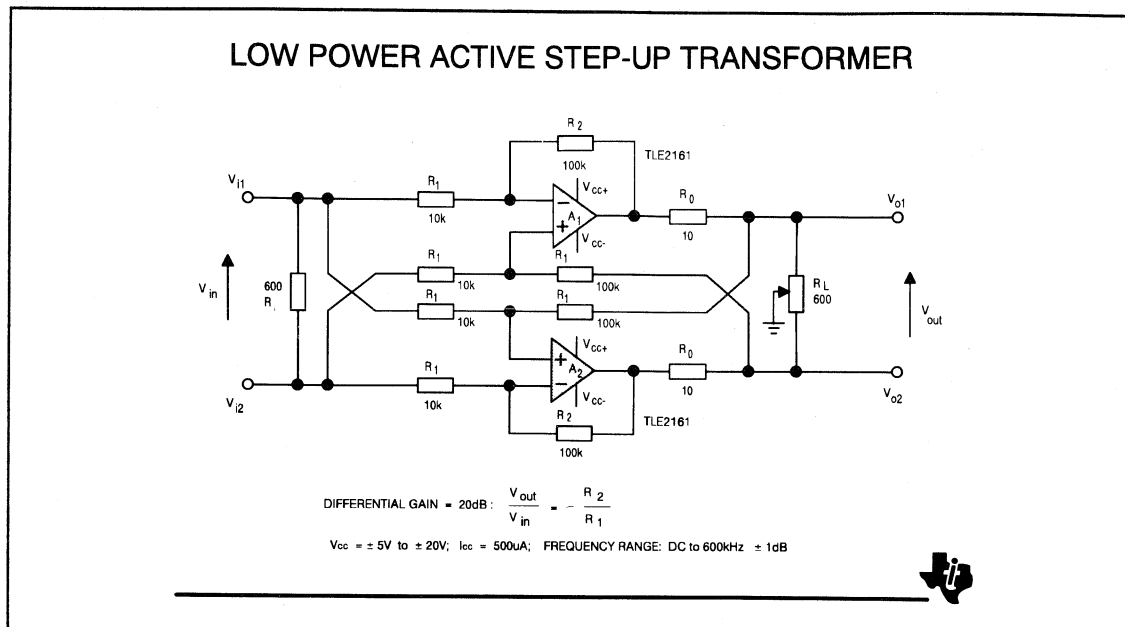 LOW POWER ACTIVE STEP-UP TRANSFORMER
R2
100k
TLE2161
Vi1
R1
10k
VCC+
−
A1
+
VCC-
R0
10
Vo1
R1
10k
R1
100k
Vin
600
R
R1
10k
R1
100k
RL
600
Vout
VCC+
+
A2
−
VCC-
R1
10k
R0
10
Vi2
Vo2
R2
100k
TLE2161
DIFFERENTIAL GAIN = 20dB: Vout/Vin = - R2/R1
Vcc = ± 5V to ± 20V; Icc = 500uA; FREQUENCY RANGE: DC to 600kHz ± 1dB
i